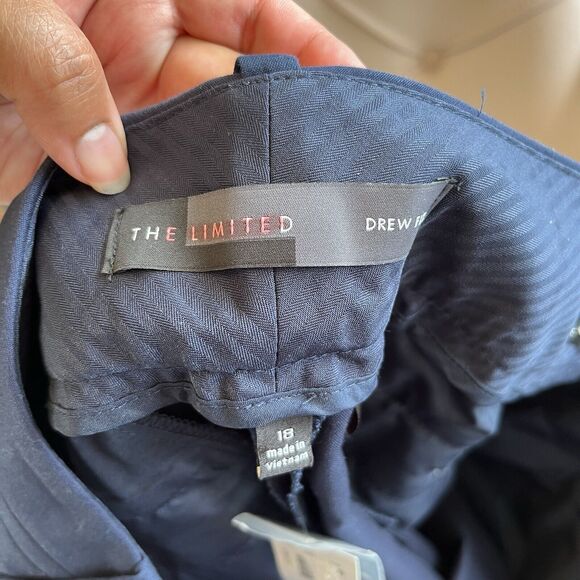 THE LIMITED DREW
18
made in
Vietnam